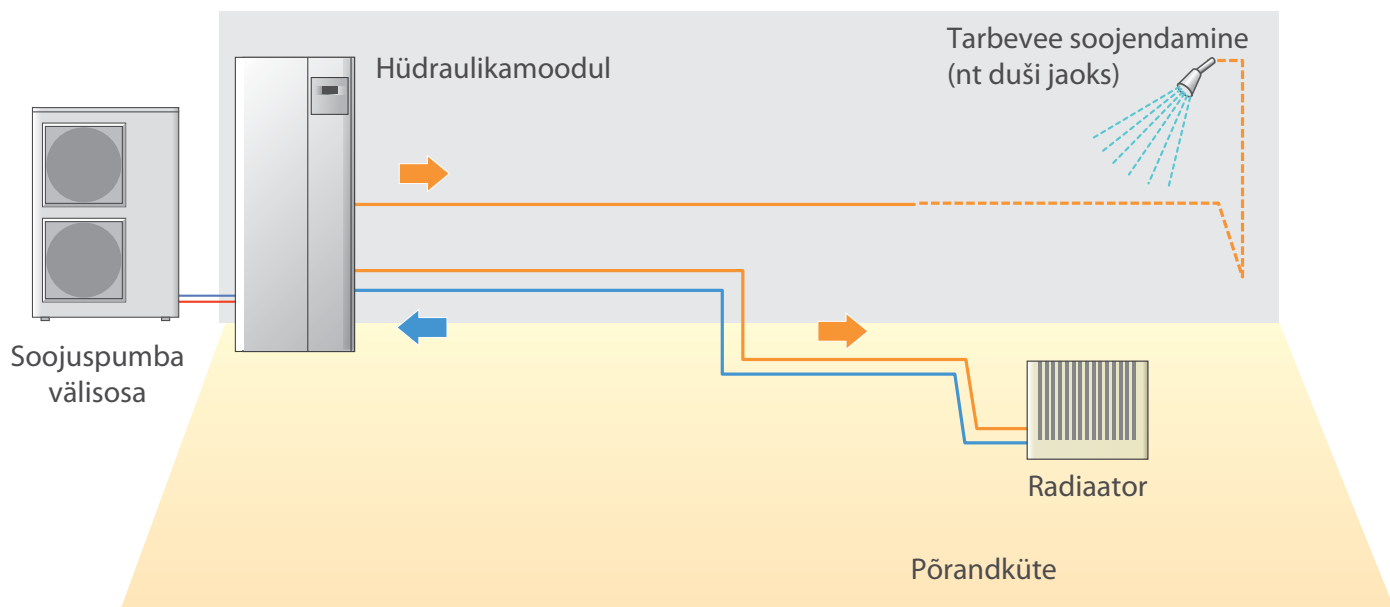 Tarbevee soojendamine
(nt duši jaoks)
Hüdraulikamoodul
Soojuspumba
välisosa
Radiaator
Põrandküte